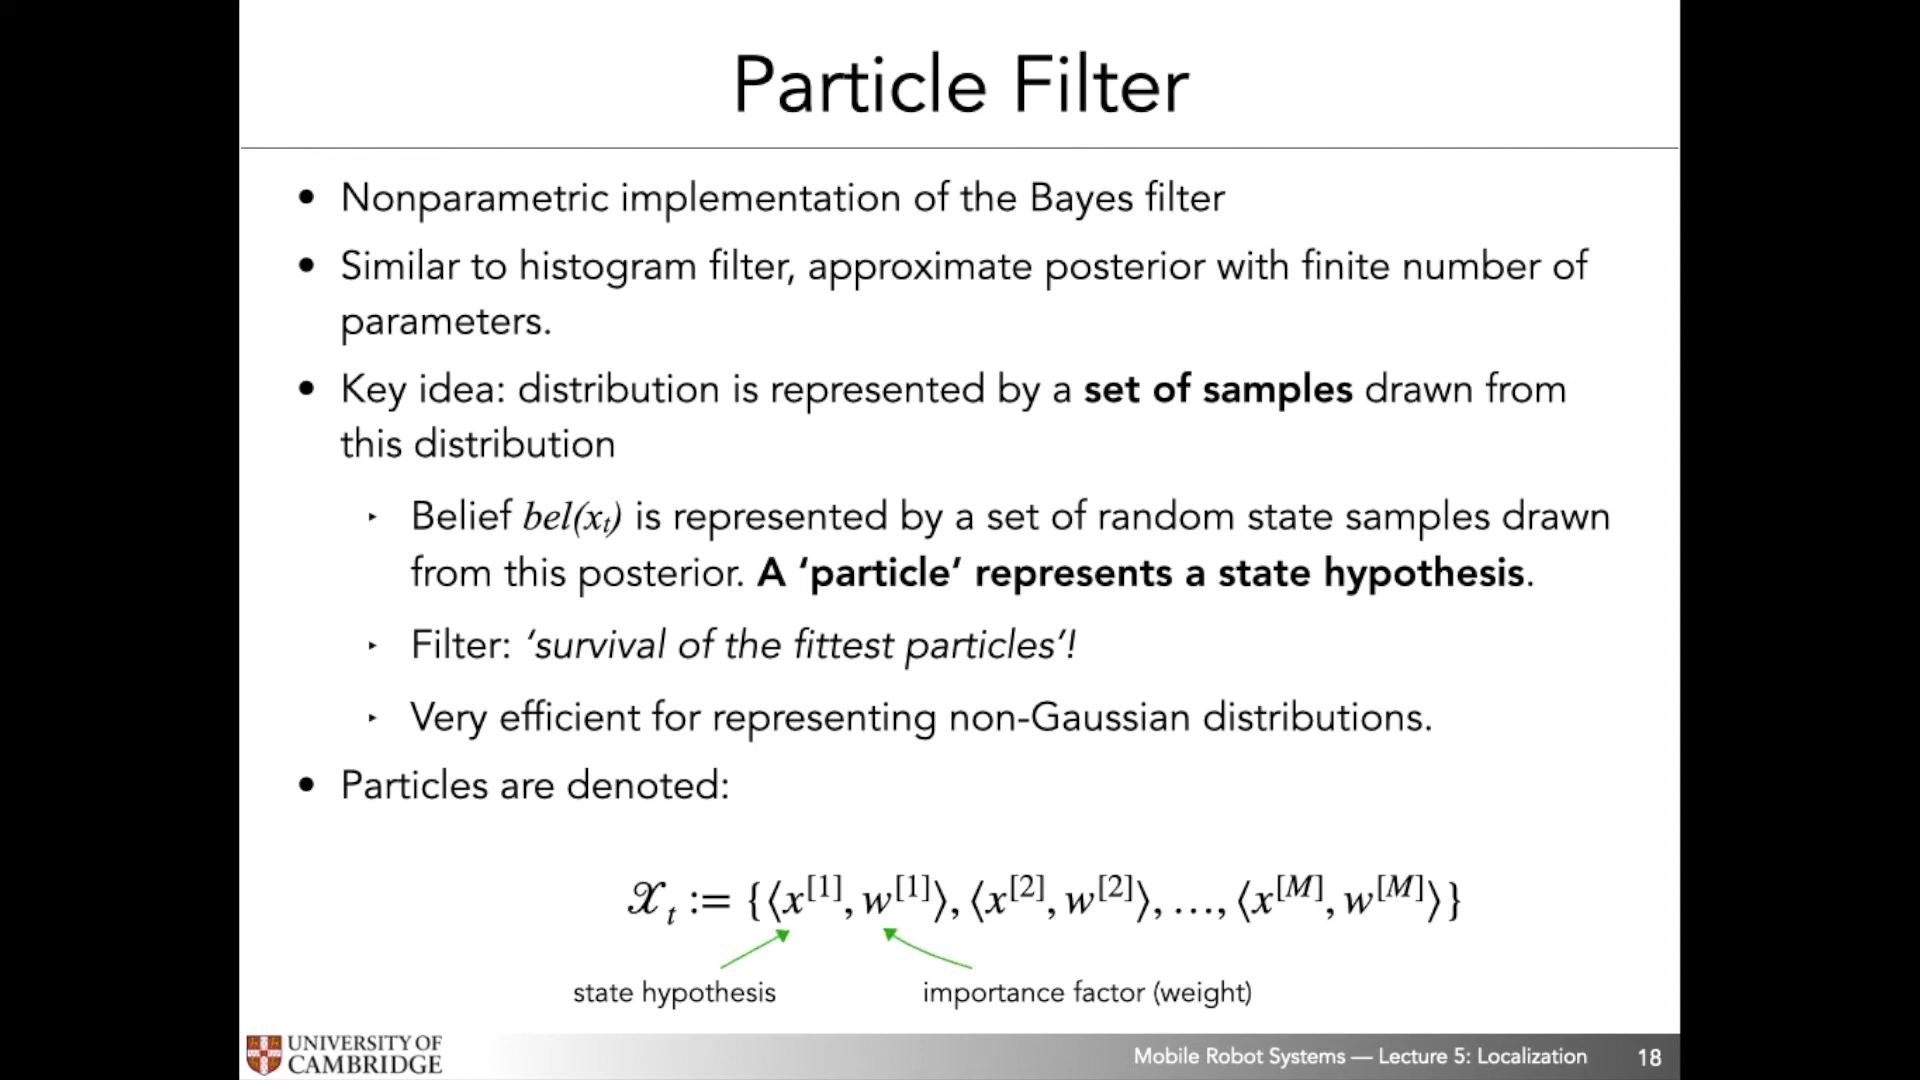 Particle Filter
• Nonparametric implementation of the Bayes filter
• Similar to histogram filter, approximate posterior with finite number of
parameters.
• Key idea: distribution is represented by a set of samples drawn from
this distribution
‣ Belief bel(xₜ) is represented by a set of random state samples drawn
from this posterior. A ‘particle’ represents a state hypothesis.
‣ Filter: ‘survival of the fittest particles’!
‣ Very efficient for representing non-Gaussian distributions.
• Particles are denoted:
𝒳ₜ := {⟨x^[1], w^[1]⟩, ⟨x^[2], w^[2]⟩, …, ⟨x^[M], w^[M]⟩}
state hypothesis importance factor (weight)
UNIVERSITY OF
CAMBRIDGE
Mobile Robot Systems — Lecture 5: Localization 18